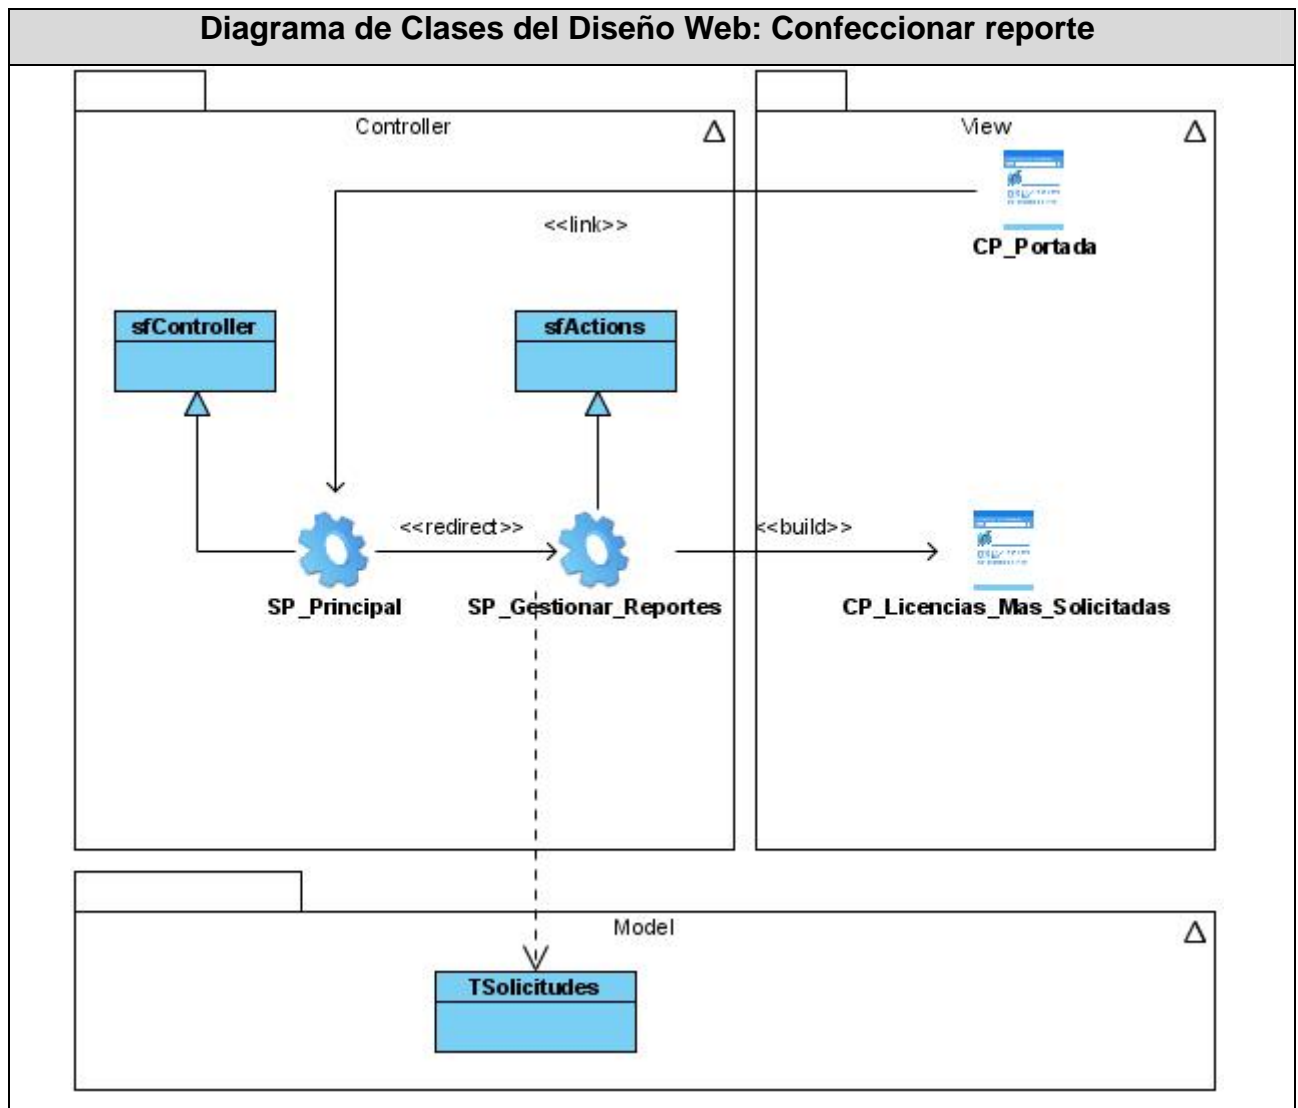 Diagrama de Clases del Diseño Web: Confeccionar reporte
Controller
View
CP_Portada
<<link>>
sfController
sfActions
<<redirect>>
<<build>>
SP_Principal
SP_Gestionar_Reportes
CP_Licencias_Mas_Solicitadas
Model
TSolicitudes